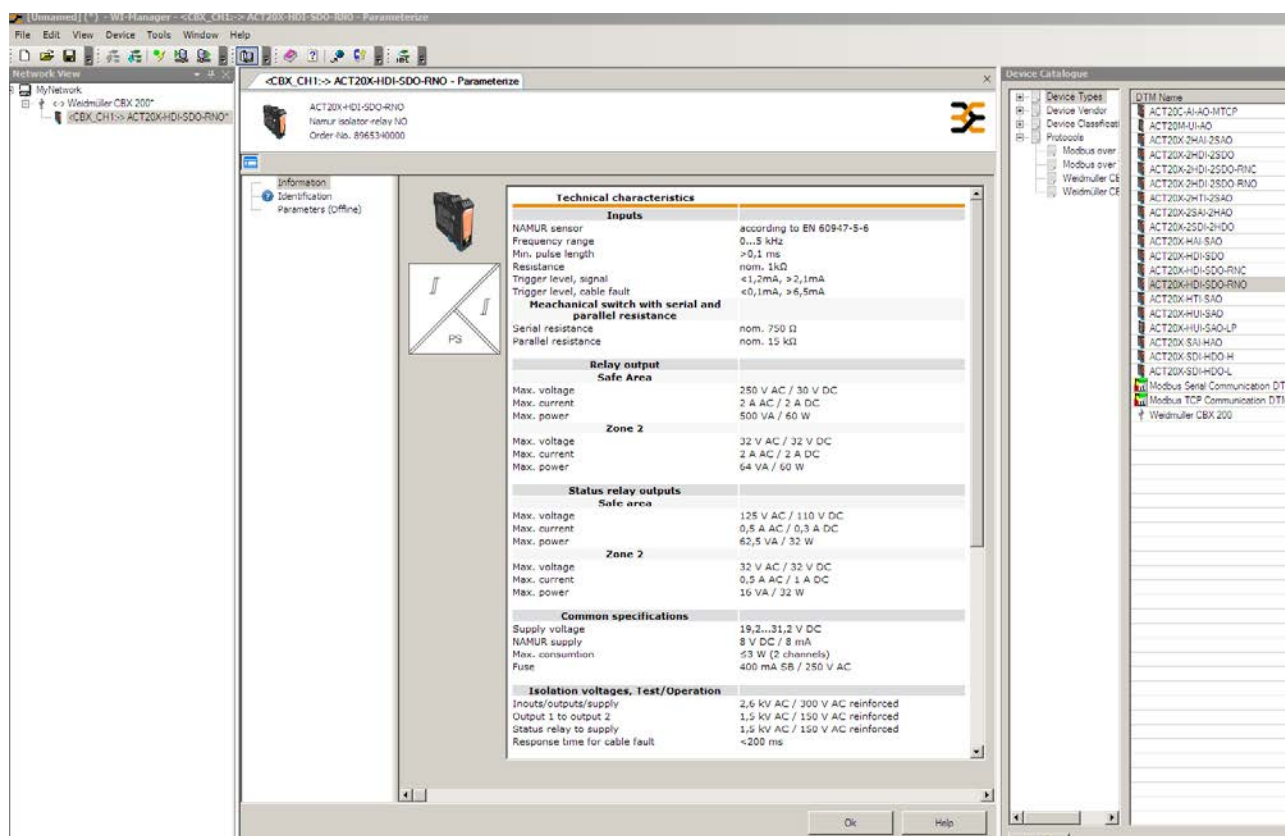 [Unnamed] (*) - WI-Manager - <CBX_CH1:-> ACT20X-HDI-SDO-RNO - Parameterize
File Edit View Device Tools Window Help
Network View
MyNetwork
<-> Weidmüller CBX 200*
<CBX_CH1:-> ACT20X-HDI-SDO-RNO*
<CBX_CH1:-> ACT20X-HDI-SDO-RNO - Parameterize
ACT20X-HDI-SDO-RNO
Namur isolator-relay NO
Order-No. 8965340000
Information
Identification
Parameters (Offline)
PS
Technical characteristics
Inputs
NAMUR sensor according to EN 60947-5-6
Frequency range 0...5 kHz
Min. pulse length >0,1 ms
Resistance nom. 1kΩ
Trigger level, signal <1,2mA, >2,1mA
Trigger level, cable fault <0,1mA, >6,5mA
Meachanical switch with serial and
parallel resistance
Serial resistance nom. 750 Ω
Parallel resistance nom. 15 kΩ
Relay output
Safe Area
Max. voltage 250 V AC / 30 V DC
Max. current 2 A AC / 2 A DC
Max. power 500 VA / 60 W
Zone 2
Max. voltage 32 V AC / 32 V DC
Max. current 2 A AC / 2 A DC
Max. power 64 VA / 60 W
Status relay outputs
Safe area
Max. voltage 125 V AC / 110 V DC
Max. current 0,5 A AC / 0,3 A DC
Max. power 62,5 VA / 32 W
Zone 2
Max. voltage 32 V AC / 32 V DC
Max. current 0,5 A AC / 1 A DC
Max. power 16 VA / 32 W
Common specifications
Supply voltage 19,2...31,2 V DC
NAMUR supply 8 V DC / 8 mA
Max. consumtion ≤3 W (2 channels)
Fuse 400 mA SB / 250 V AC
Isolation voltages, Test/Operation
Inouts/outputs/supply 2,6 kV AC / 300 V AC reinforced
Output 1 to output 2 1,5 kV AC / 150 V AC reinforced
Status relay to supply 1,5 kV AC / 150 V AC reinforced
Response time for cable fault <200 ms
Ok Help
Device Catalogue
Device Types
Device Vendor
Device Classificati
Protocols
Modbus over
Modbus over
Weidmuller CE
Weidmüller CE
DTM Name
ACT20C-AI-AO-MTCP
ACT20M-UI-AO
ACT20X-2HAI-2SAO
ACT20X-2HDI-2SDO
ACT20X-2HDI-2SDO-RNC
ACT20X-2HDI-2SDO-RNO
ACT20X-2HTI-2SAO
ACT20X-2SAI-2HAO
ACT20X-2SDI-2HDO
ACT20X-HAI-SAO
ACT20X-HDI-SDO
ACT20X-HDI-SDO-RNC
ACT20X-HDI-SDO-RNO
ACT20X-HTI-SAO
ACT20X-HUI-SAO
ACT20X-HUI-SAO-LP
ACT20X-SAI-HAO
ACT20X-SDI-HDO-H
ACT20X-SDI-HDO-L
Modbus Serial Communication DT
Modbus TCP Communication DTM
Weidmuller CBX 200